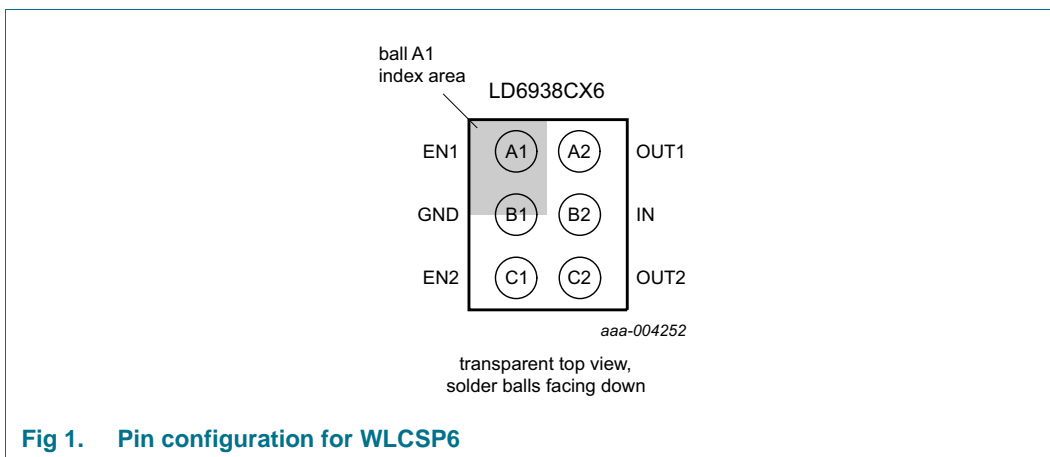 ball A1
index area
LD6938CX6
EN1 A1 A2 OUT1
GND B1 B2 IN
EN2 C1 C2 OUT2
aaa-004252
transparent top view,
solder balls facing down
Fig 1. Pin configuration for WLCSP6